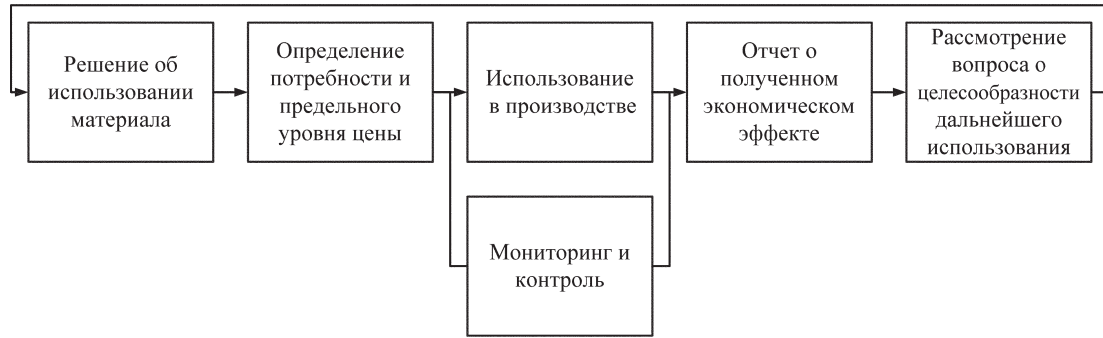 Решение об
использовании
материала
Определение
потребности и
предельного
уровня цены
Использование
в производстве
Отчет о
полученном
экономическом
эффекте
Рассмотрение
вопроса о
целесообразности
дальнейшего
использования
Мониторинг и
контроль